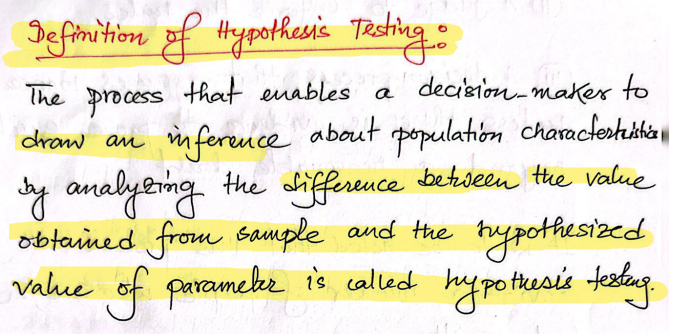 Definition of Hypothesis Testing:
The process that enables a decision-maker to
draw an inference about population characteristics
by analyzing the difference between the value
obtained from sample and the hypothesized
value of parameter is called hypothesis testing.